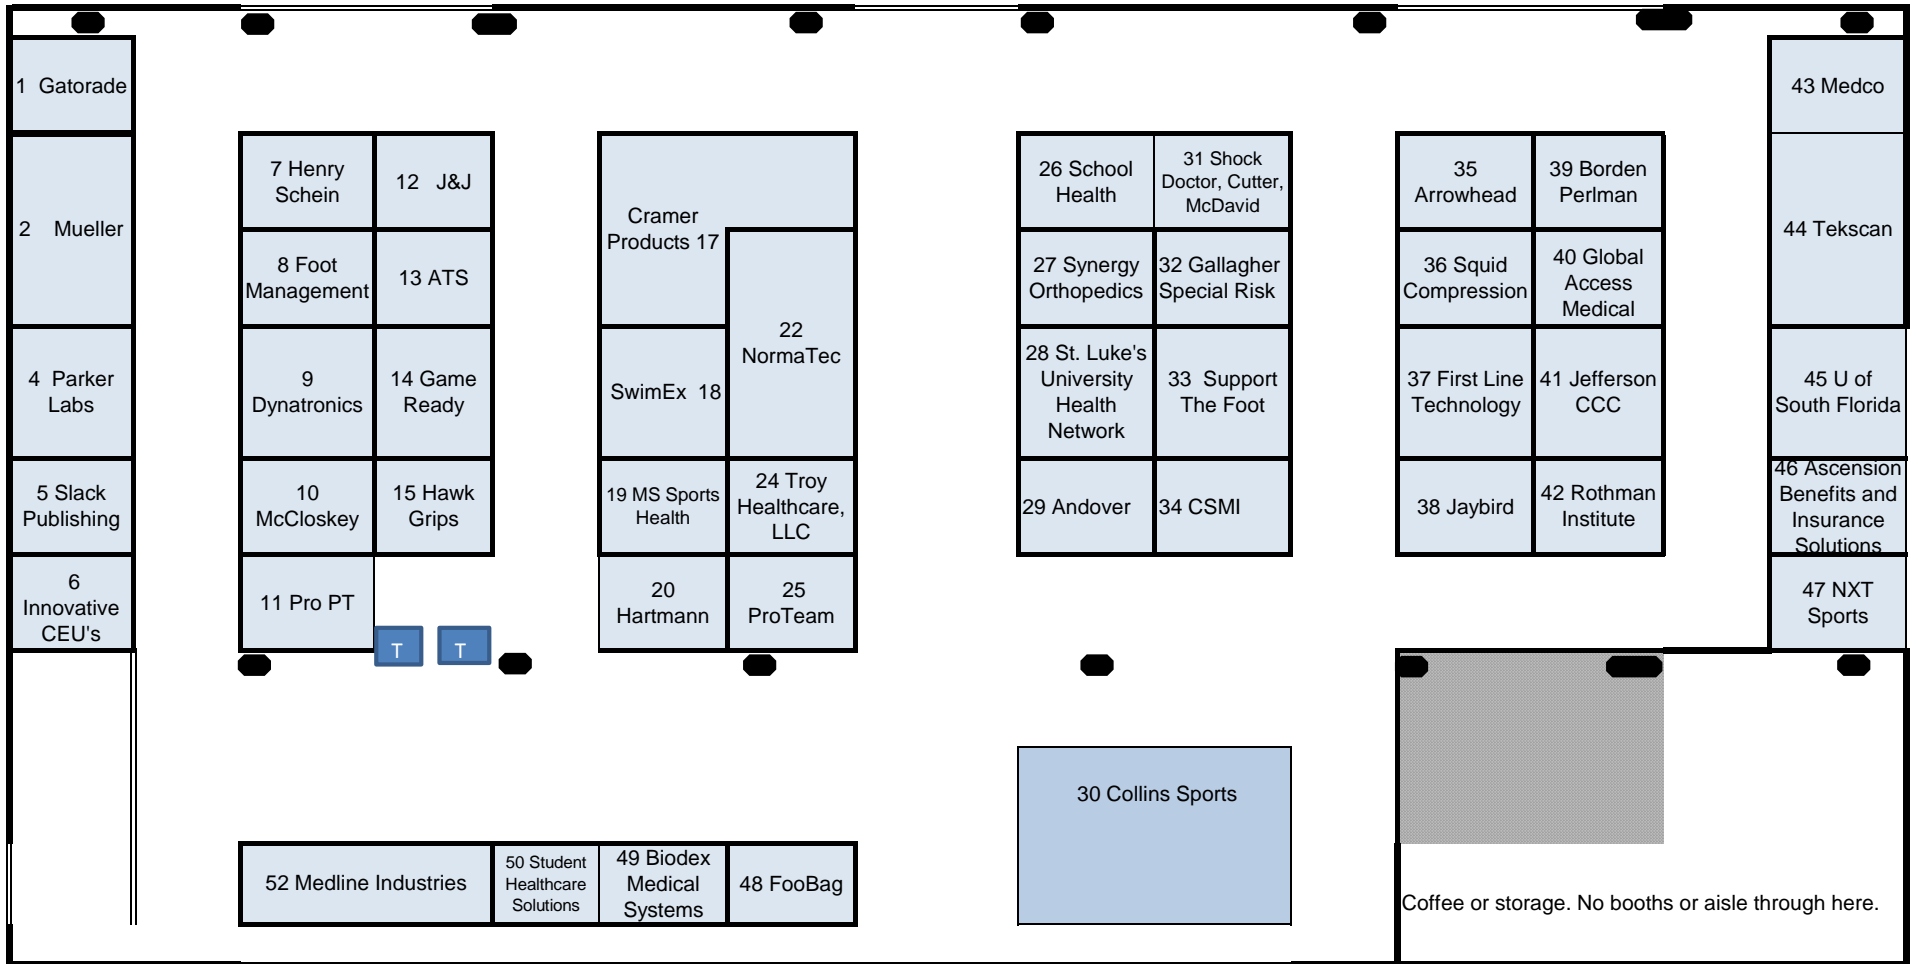 1  Gatorade
2    Mueller
4  Parker
Labs
5 Slack
Publishing
6
Innovative
CEU's
7 Henry
Schein
8 Foot
Management
9
Dynatronics
10
McCloskey
11 Pro PT
12   J&J
13 ATS
14 Game
Ready
15 Hawk
Grips
T
T
Cramer
Products 17
SwimEx  18
19 MS Sports
Health
20
Hartmann
22
NormaTec
24 Troy
Healthcare,
LLC
25
ProTeam
26 School
Health
27 Synergy
Orthopedics
28 St. Luke's
University
Health
Network
29 Andover
31 Shock
Doctor, Cutter,
McDavid
32 Gallagher
Special Risk
33  Support
The Foot
34 CSMI
35
Arrowhead
36 Squid
Compression
37 First Line
Technology
38 Jaybird
39 Borden
Perlman
40 Global
Access
Medical
41 Jefferson
CCC
42 Rothman
Institute
43 Medco
44 Tekscan
45 U of
South Florida
46 Ascension
Benefits and
Insurance
Solutions
47 NXT
Sports
30 Collins Sports
52 Medline Industries
50 Student
Healthcare
Solutions
49 Biodex
Medical
Systems
48 FooBag
Coffee or storage. No booths or aisle through here.